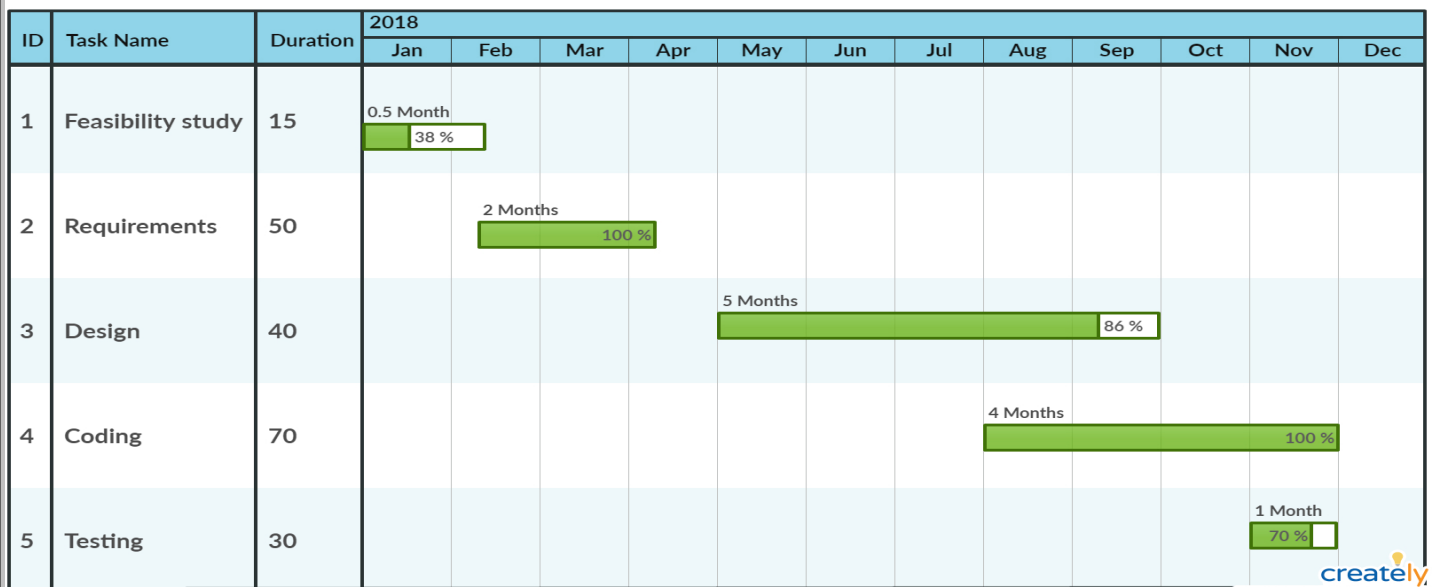 2018
ID Task Name Duration
Jan Feb Mar Apr May Jun Jul Aug Sep Oct Nov Dec
0.5 Month
1 Feasibility study 15
38 %
2 Months
2 Requirements 50
100 %
5 Months
3 Design 40
86 %
4 Months
4 Coding 70
100 %
1 Month
5 Testing 30
70 %
creately